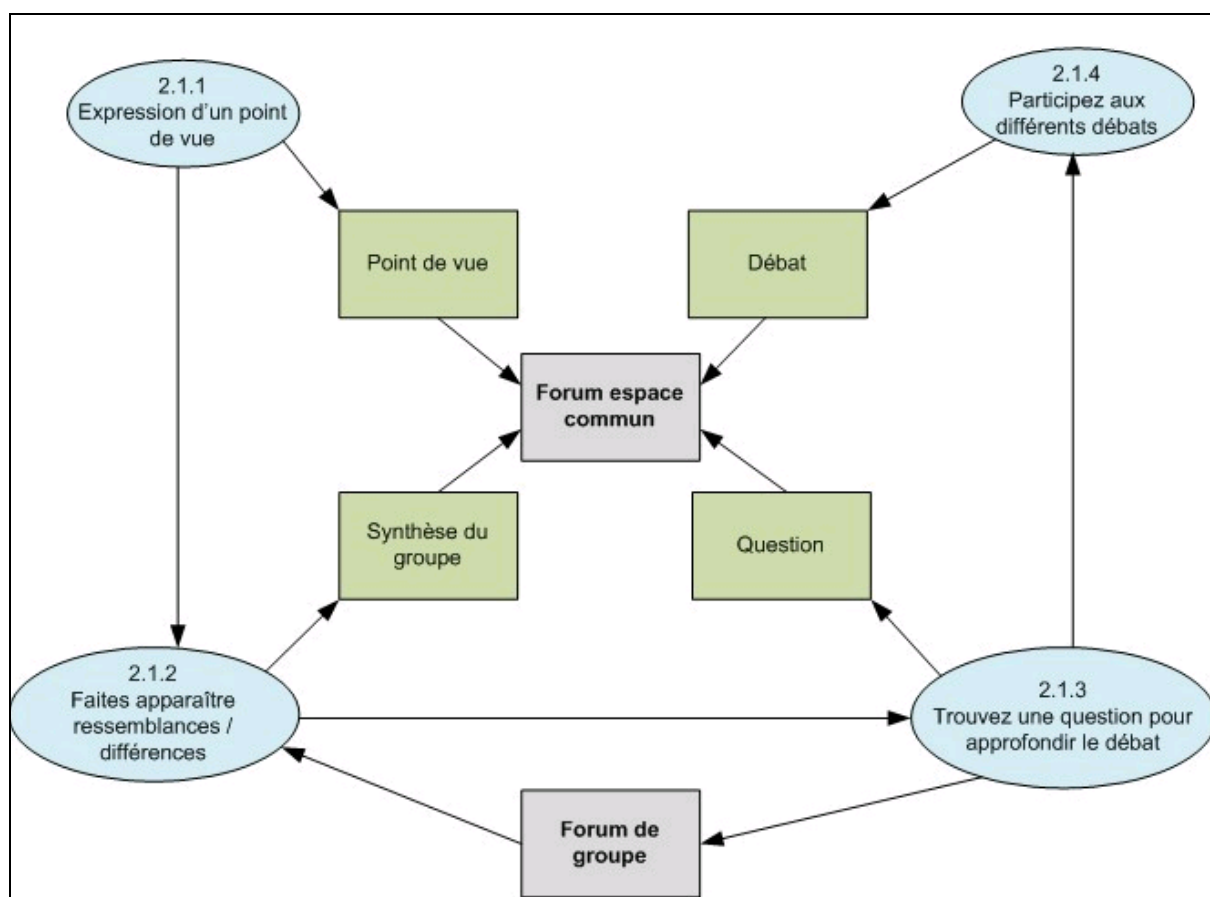 2.1.1
Expression d'un point
de vue
2.1.4
Participez aux
différents débats
Point de vue
Débat
Forum espace
commun
Synthèse du
groupe
Question
2.1.2
Faites apparaître
ressemblances /
différences
2.1.3
Trouvez une question pour
approfondir le débat
Forum de
groupe